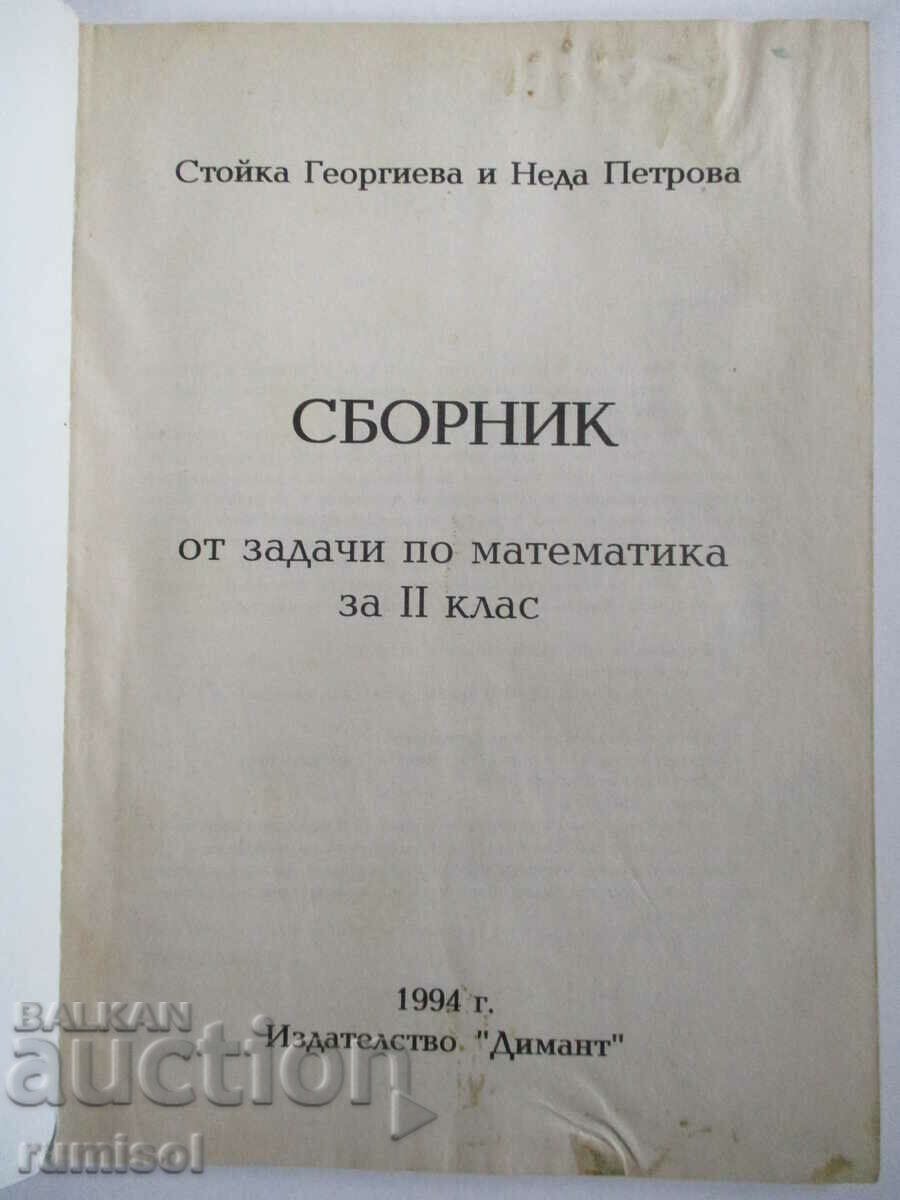 Стойка Георгиева и Неда Петрова
СБОРНИК
от задачи по математика
за II клас
1994 г.
Издателство "Димант"
BALKAN
auction
rumisol